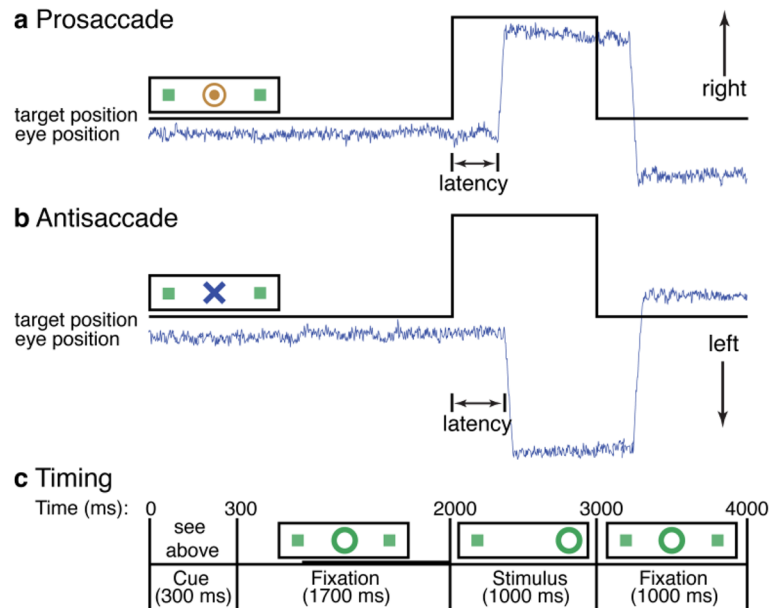 a Prosaccade
right
target position
eye position
latency
b Antisaccade
target position
eye position
left
latency
c Timing
Time (ms): 0 300 2000 3000 4000
see
above
Cue
(300 ms)
Fixation
(1700 ms)
Stimulus
(1000 ms)
Fixation
(1000 ms)